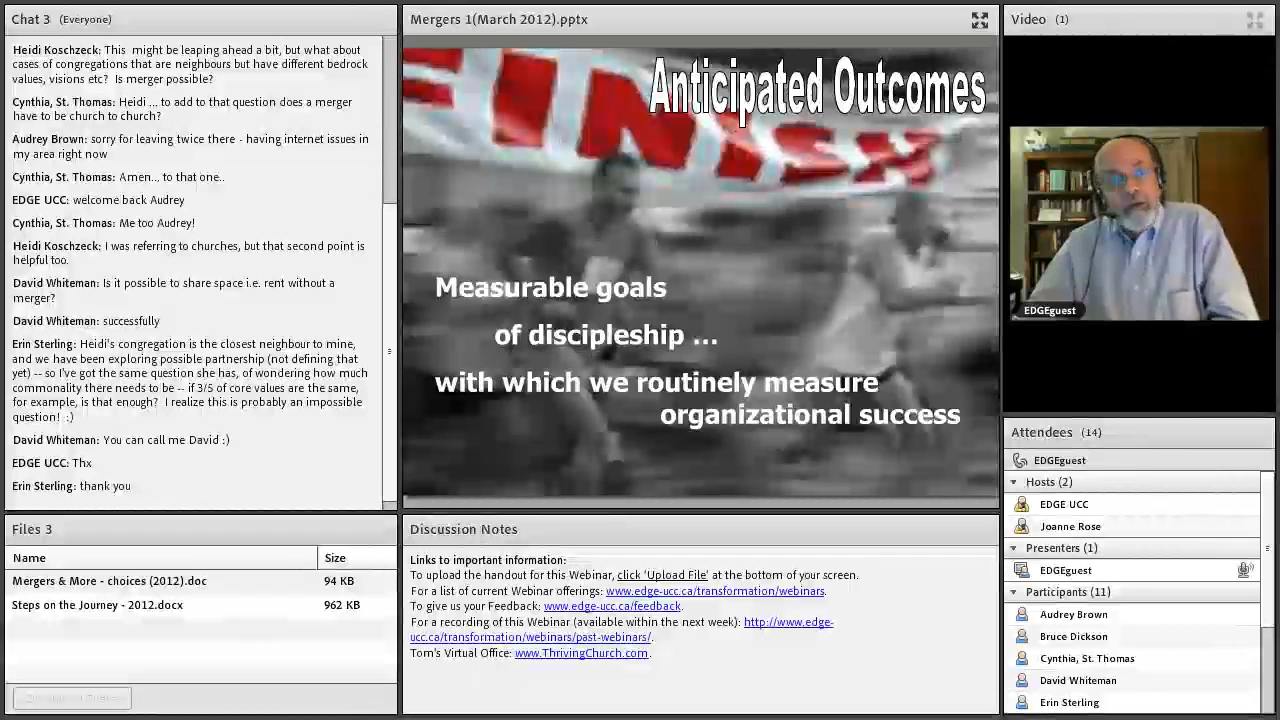 Chat 3 (Everyone)
Heidi Koschzeck: This might be leaping ahead a bit, but what about
cases of congregations that are neighbours but have different bedrock
values, visions etc? Is merger possible?
Cynthia, St. Thomas: Heidi ... to add to that question does a merger
have to be church to church?
Audrey Brown: sorry for leaving twice there - having internet issues in
my area right now
Cynthia, St. Thomas: Amen.., to that one..
EDGE UCC: welcome back Audrey
Cynthia, St. Thomas: Me too Audrey!
Heidi Koschzeck: I was referring to churches, but that second point is
helpful too.
David Whiteman: Is it possible to share space i.e. rent without a
merger?
David Whiteman: successfully
Erin Sterling: Heidi's congregation is the closest neighbour to mine,
and we have been exploring possible partnership (not defining that
yet) -- so I've got the same question she has, of wondering how much
commonality there needs to be -- if 3/5 of core values are the same,
for example, is that enough? I realize this is probably an impossible
question! :)
David Whiteman: You can call me David :)
EDGE UCC: Thx
Erin Sterling: thank you
Files 3
Name Size
Mergers & More - choices (2012).doc 94 KB
Steps on the Journey - 2012.docx 962 KB
Mergers 1(March 2012).pptx
FINISH
Anticipated Outcomes
Measurable goals
of discipleship ...
with which we routinely measure
organizational success
Discussion Notes
Links to important information:
To upload the handout for this Webinar, click 'Upload File' at the bottom of your screen.
For a list of current Webinar offerings: www.edge-ucc.ca/transformation/webinars.
To give us your Feedback: www.edge-ucc.ca/feedback.
For a recording of this Webinar (available within the next week): http://www.edge-
ucc.ca/transformation/webinars/past-webinars/.
Tom's Virtual Office: www.ThrivingChurch.com.
Video (1)
EDGEguest
Attendees (14)
EDGEguest
Hosts (2)
EDGE UCC
Joanne Rose
Presenters (1)
EDGEguest
Participants (11)
Audrey Brown
Bruce Dickson
Cynthia, St. Thomas
David Whiteman
Erin Sterling